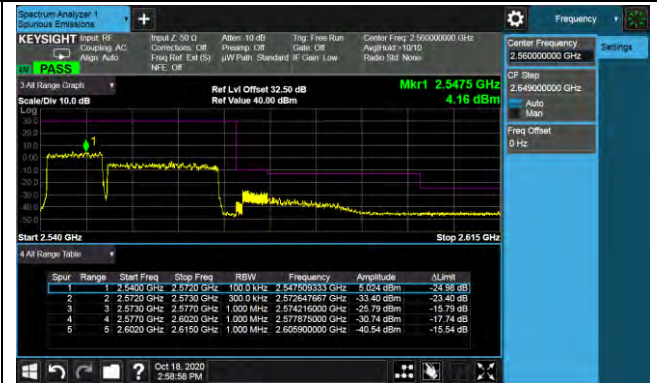 Spectrum Analyzer 1
Spurious Emissions
Frequency
KEYSIGHT
Input: RF
Coupling: AC
Align: Auto
Input Z: 50 Ω
Corrections: Off
Freq Ref: Ext (S)
NFE: Off
Atten: 10 dB
Preamp: Off
µW Path: Standard
Trig: Free Run
Gate: Off
IF Gain: Low
Center Freq: 2.560000000 GHz
Avg|Hold:>10/10
Radio Std: None
PASS
3 All Range Graph
Scale/Div 10.0 dB
Ref Lvl Offset 32.50 dB
Ref Value 40.00 dBm
Mkr1 2.5475 GHz
4.16 dBm
Log
30.0
20.0
10.0
0.00
-10.0
-20.0
-30.0
-40.0
-50.0
1
Start 2.540 GHz
Stop 2.615 GHz
4 All Range Table
Spur Range Start Freq Stop Freq RBW Frequency Amplitude ΔLimit
1 1 2.5400 GHz 2.5720 GHz 100.0 kHz 2.547509333 GHz 5.024 dBm -24.98 dB
2 2 2.5720 GHz 2.5730 GHz 300.0 kHz 2.572647667 GHz -33.40 dBm -23.40 dB
3 3 2.5730 GHz 2.5770 GHz 1.000 MHz 2.574216000 GHz -25.79 dBm -15.79 dB
4 4 2.5770 GHz 2.6020 GHz 1.000 MHz 2.577875000 GHz -30.74 dBm -17.74 dB
5 5 2.6020 GHz 2.6150 GHz 1.000 MHz 2.605900000 GHz -40.54 dBm -15.54 dB
Center Frequency
2.560000000 GHz
Settings
CF Step
2.649000000 GHz
Auto
Man
Freq Offset
0 Hz
Oct 18, 2020
2:58:58 PM